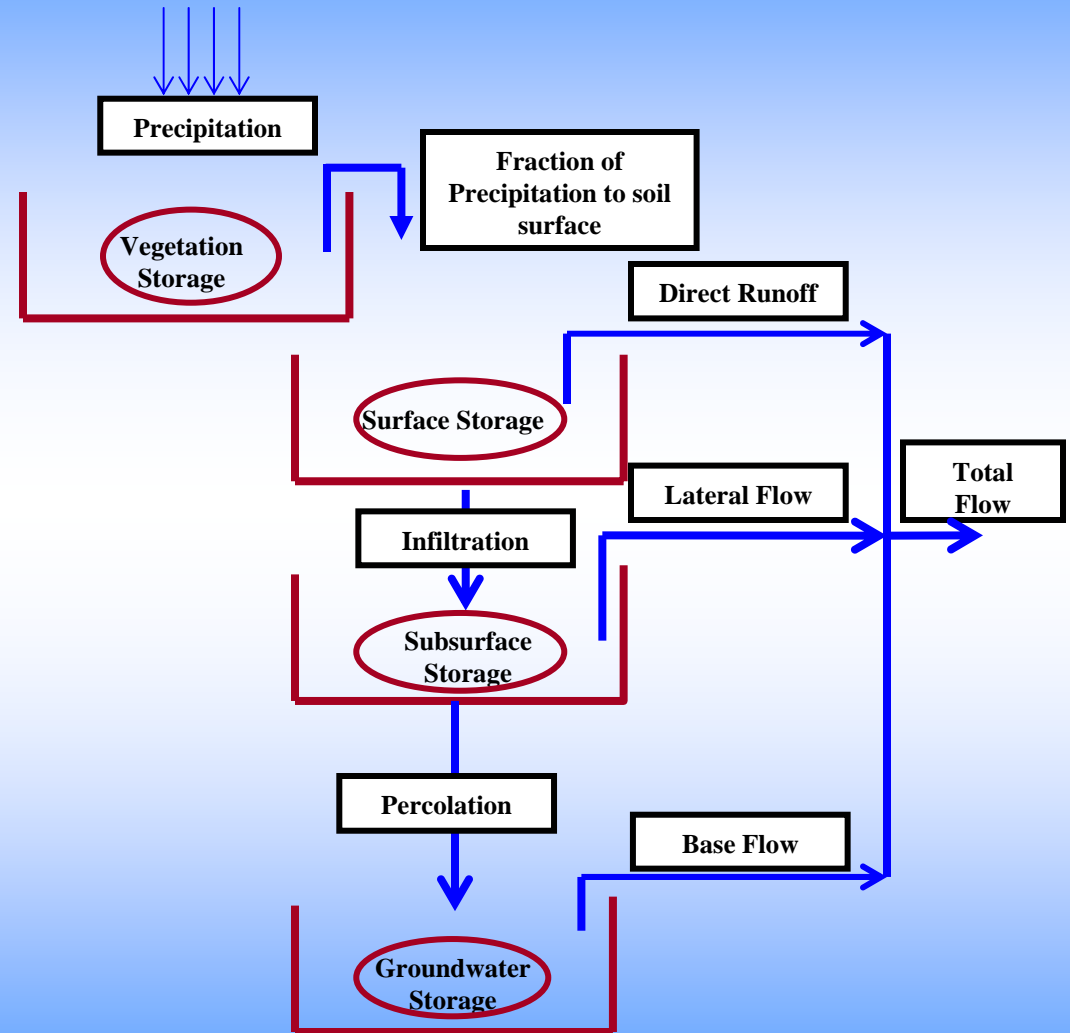 Precipitation
Fraction of
Precipitation to soil
surface
Vegetation
Storage
Direct Runoff
Surface Storage
Lateral Flow
Total
Flow
Infiltration
Subsurface
Storage
Percolation
Base Flow
Groundwater
Storage